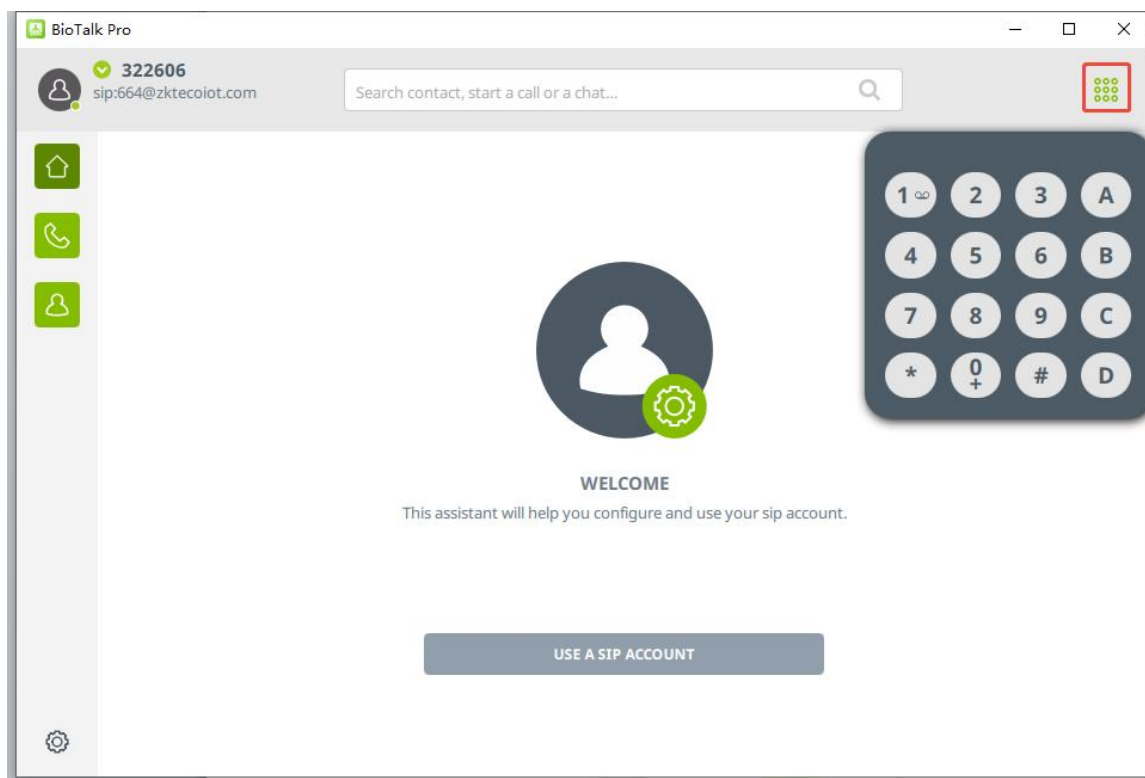 BioTalk Pro
322606
sip:664@zktecoiot.com
Search contact, start a call or a chat...
1 2 3 A
4 5 6 B
7 8 9 C
* 0 # D
+
WELCOME
This assistant will help you configure and use your sip account.
USE A SIP ACCOUNT